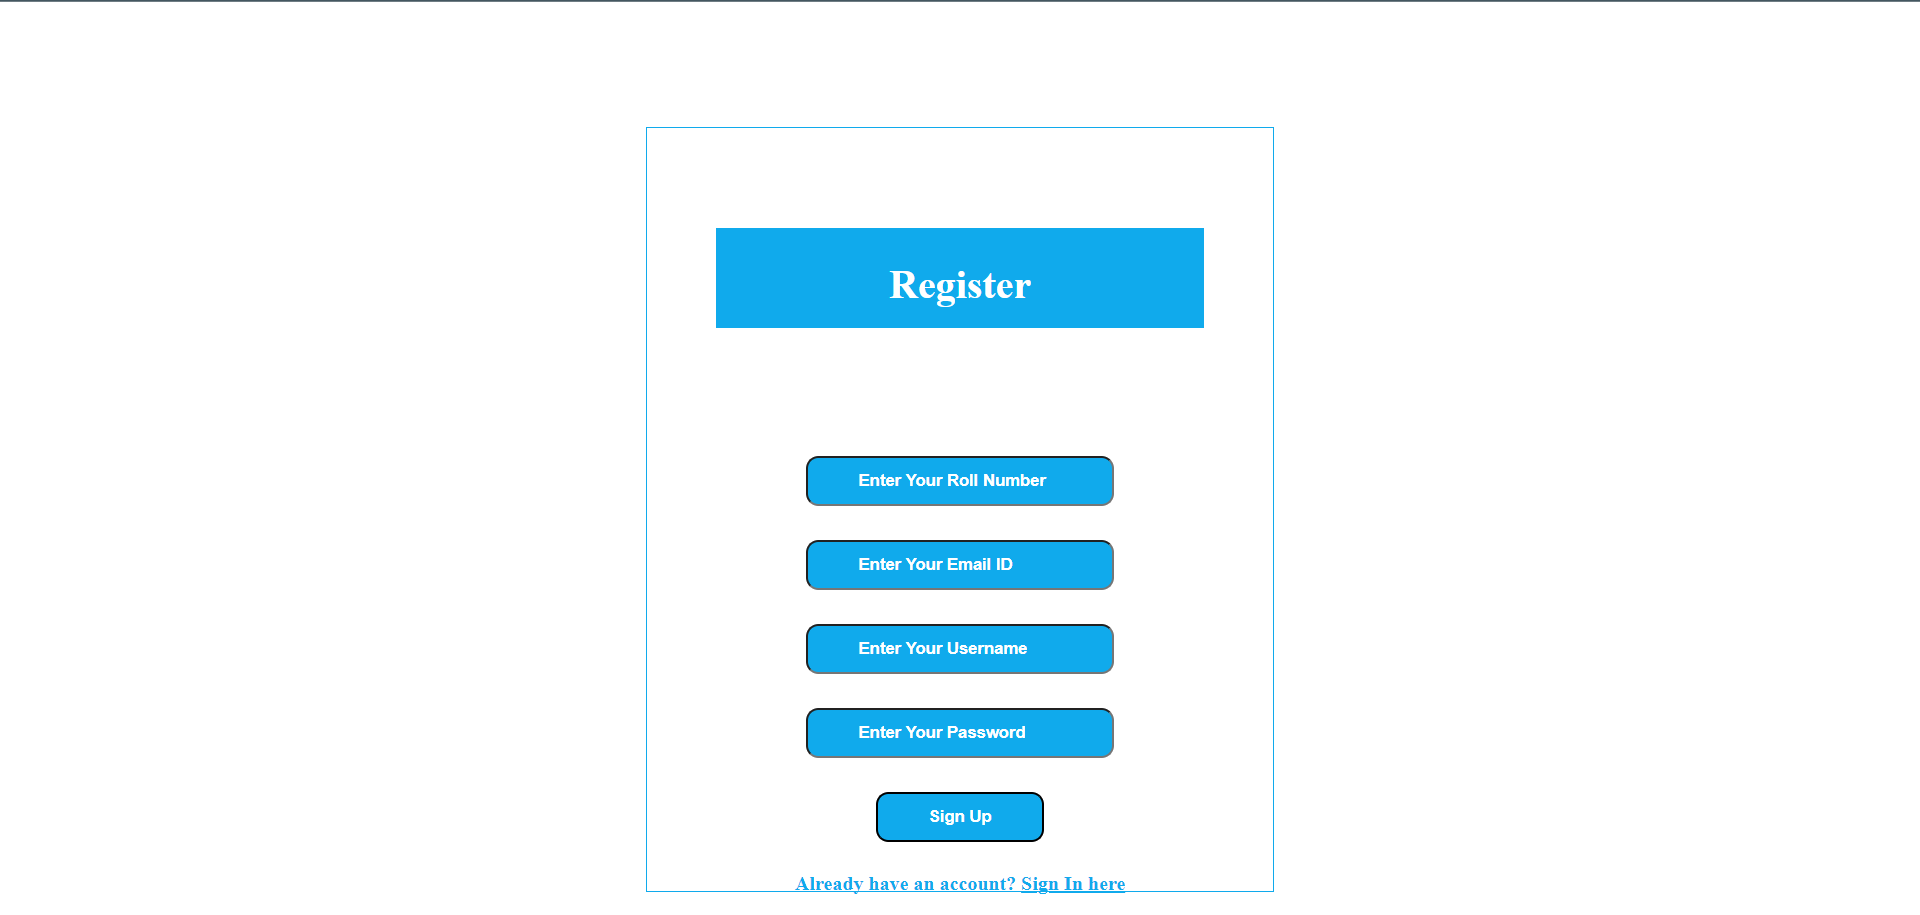 Register
Enter Your Roll Number
Enter Your Email ID
Enter Your Username
Enter Your Password
Sign Up
Already have an account? Sign In here